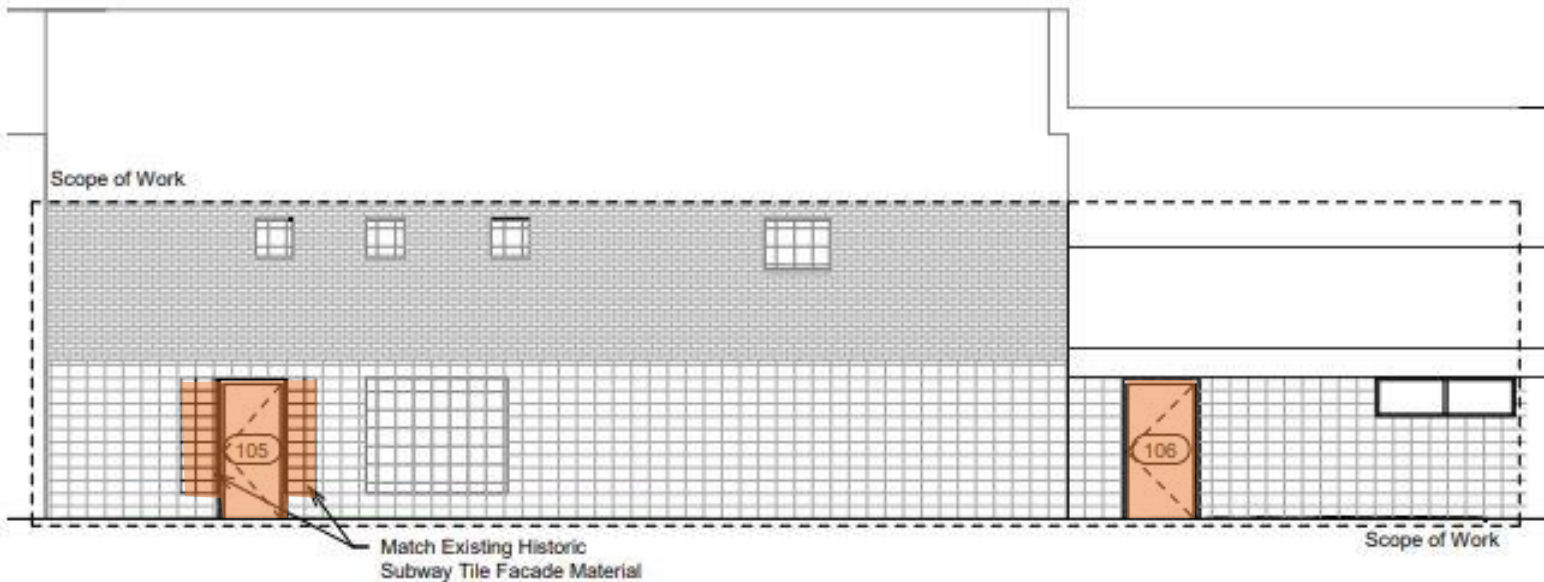 Scope of Work
105
106
Match Existing Historic
Subway Tile Facade Material
Scope of Work